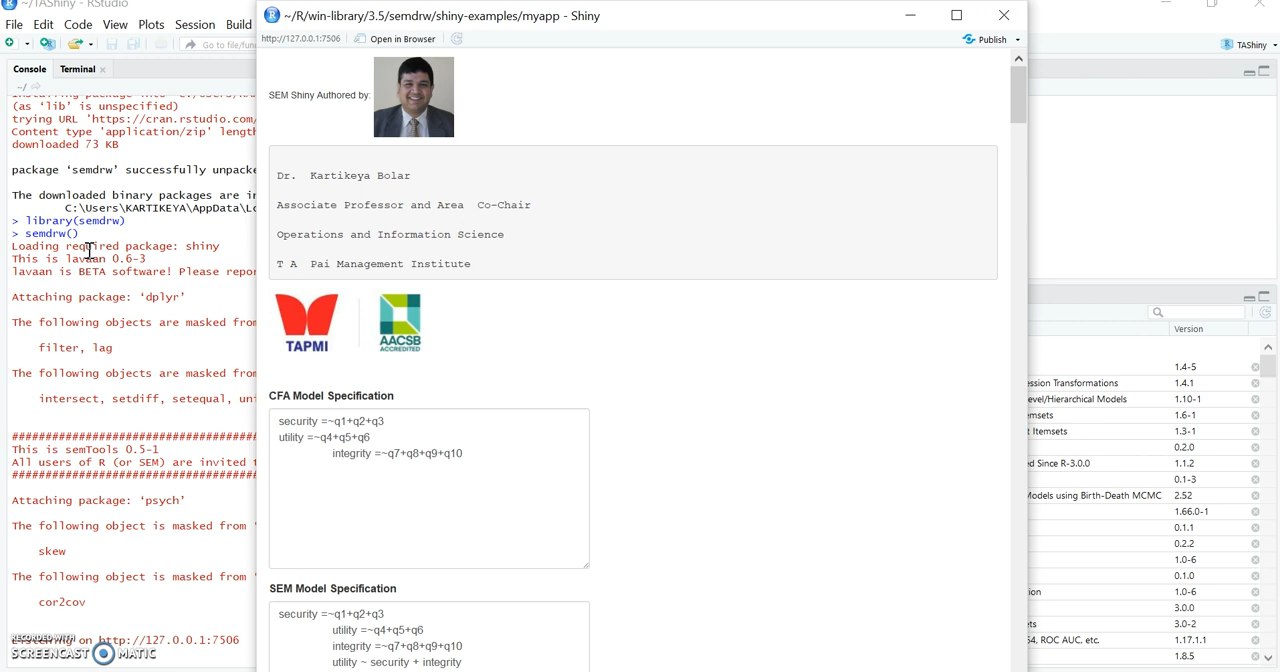 ~/TAShiny - RStudio
File Edit Code View Plots Session Build
Go to file/fun
TAShiny
Console Terminal
~/
(as ‘lib’ is unspecified)
trying URL 'https://cran.rstudio.com/
Content type 'application/zip' length
downloaded 73 KB
package ‘semdrw’ successfully unpacke
The downloaded binary packages are in
C:\Users\KARTIKEYA\AppData\Lo
> library(semdrw)
> semdrw()
Loading required package: shiny
This is lavaan 0.6-3
lavaan is BETA software! Please repor
Attaching package: ‘dplyr’
The following objects are masked from
filter, lag
The following objects are masked from
intersect, setdiff, setequal, uni
########################################
This is semTools 0.5-1
All users of R (or SEM) are invited t
########################################
Attaching package: ‘psych’
The following object is masked from ‘
skew
The following object is masked from ‘
cor2cov
Listening on http://127.0.0.1:7506
RECORDED WITH
SCREENCAST MATIC
~/R/win-library/3.5/semdrw/shiny-examples/myapp - Shiny
http://127.0.0.1:7506 Open in Browser Publish
SEM Shiny Authored by:
Dr. Kartikeya Bolar
Associate Professor and Area Co-Chair
Operations and Information Science
T A Pai Management Institute
TAPMI
AACSB
ACCREDITED
CFA Model Specification
security =~q1+q2+q3
utility =~q4+q5+q6
integrity =~q7+q8+q9+q10
SEM Model Specification
security =~q1+q2+q3
utility =~q4+q5+q6
integrity =~q7+q8+q9+q10
utility ~ security + integrity
Version
1.4-5
ession Transformations 1.4.1
evel/Hierarchical Models 1.10-1
emsets 1.6-1
t Itemsets 1.3-1
0.2.0
ed Since R-3.0.0 1.1.2
0.1-3
Models using Birth-Death MCMC 2.52
1.66.0-1
0.1.1
0.2.2
1.0-6
0.1.0
ion 1.0-6
3.0.0
ets 3.0-2
64, ROC AUC, etc. 1.17.1.1
1.8.5